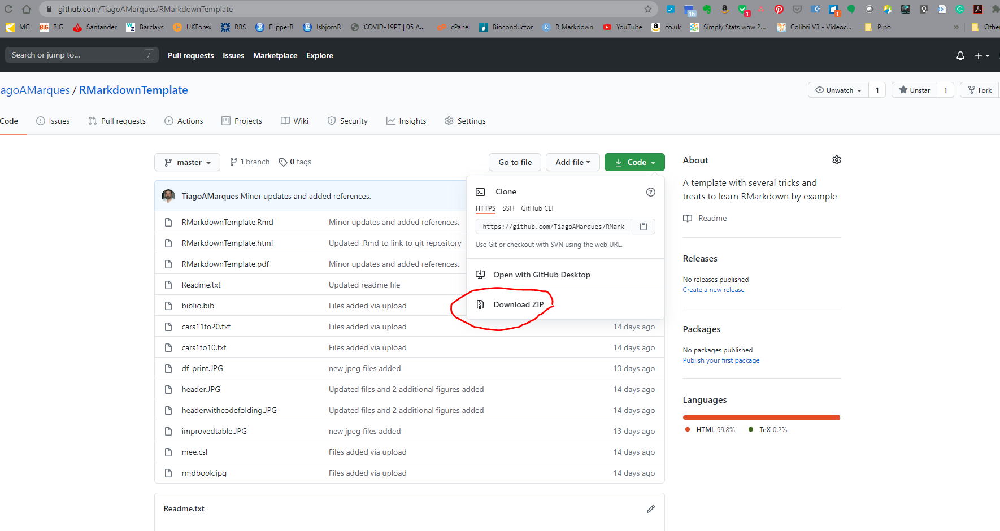 github.com/TiagoAMarques/RMarkdownTemplate
1h
1
1
MG
BiG
BiG
Santander
Wz
Barclays
UKForex
RBS
FlipperR
IsbjornR
COVID-19PT | 05 A...
cPanel
Bioconductor
R Markdown
YouTube
co.uk
Simply Stats wow 2...
Colibri V3 - Videoc...
Pipo
»
Othe
Search or jump to...
/
Pull requests
Issues
Marketplace
Explore
agoAMarques / RMarkdownTemplate
Unwatch 1
Unstar 1
Fork
Code
Issues
Pull requests
Actions
Projects
Wiki
Security
Insights
Settings
master
1 branch
0 tags
Go to file
Add file
Code
TiagoAMarques Minor updates and added references.
RMarkdownTemplate.Rmd Minor updates and added references.
RMarkdownTemplate.html Updated .Rmd to link to git repository
RMarkdownTemplate.pdf Minor updates and added references.
Readme.txt Updated readme file
biblio.bib Files added via upload
cars11to20.txt Files added via upload 14 days ago
cars1to10.txt Files added via upload 14 days ago
df_print.JPG new jpeg files added 13 days ago
header.JPG Updated files and 2 additional figures added 14 days ago
headerwithcodefolding.JPG Updated files and 2 additional figures added 14 days ago
improvedtable.JPG new jpeg files added 13 days ago
mee.csl Files added via upload 14 days ago
rmdbook.jpg Files added via upload 14 days ago
Clone
HTTPS SSH GitHub CLI
https://github.com/TiagoAMarques/RMark
Use Git or checkout with SVN using the web URL.
Open with GitHub Desktop
Download ZIP
Readme.txt
About
A template with several tricks and
treats to learn RMarkdown by example
Readme
Releases
No releases published
Create a new release
Packages
No packages published
Publish your first package
Languages
HTML 99.8% TeX 0.2%